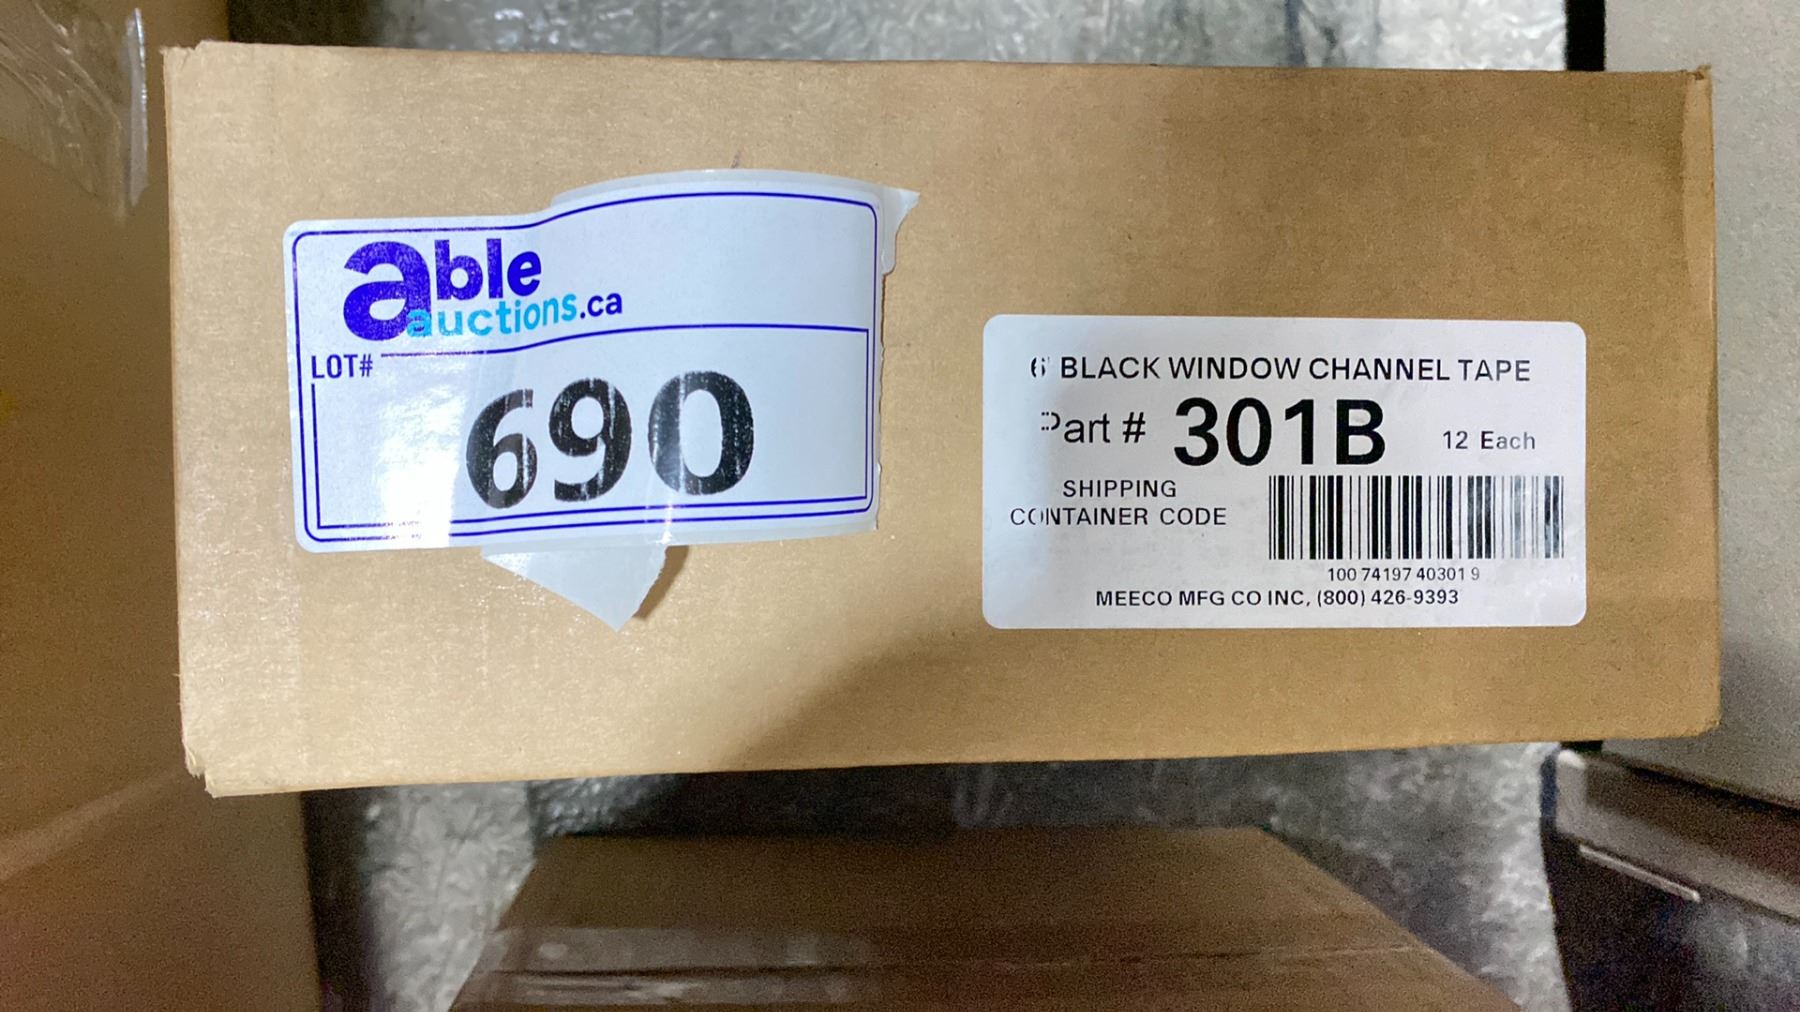 able
auctions.ca
LOT#
690
6' BLACK WINDOW CHANNEL TAPE
Part # 301B 12 Each
SHIPPING
CONTAINER CODE
100 74197 40301 9
MEECO MFG CO INC, (800) 426-9393